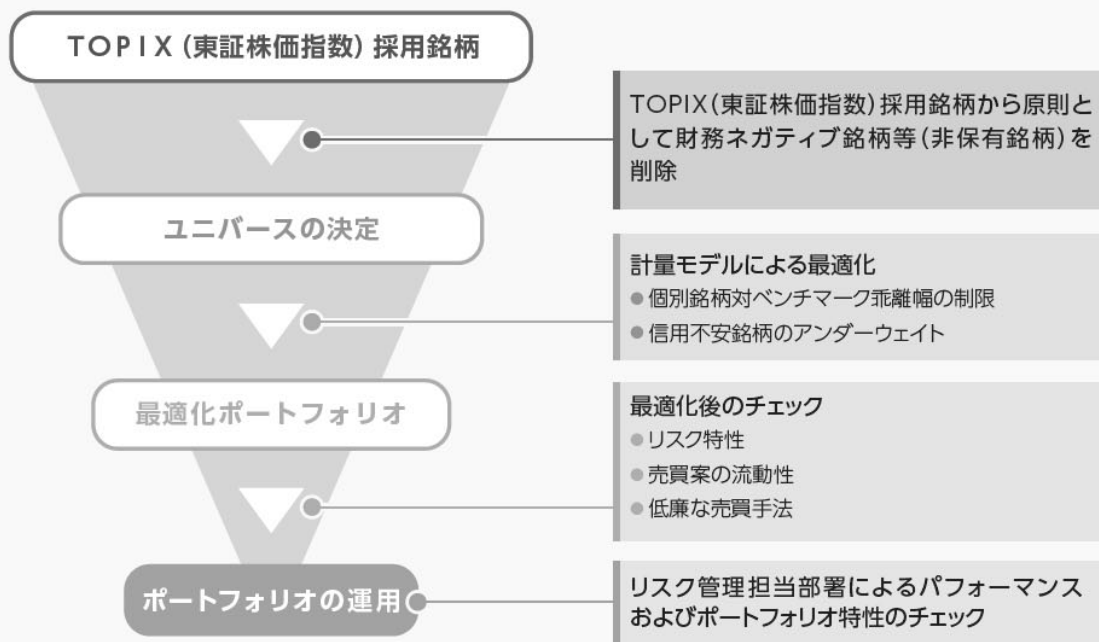 TOPIX (東証株価指数) 採用銘柄
TOPIX(東証株価指数)採用銘柄から原則と
して財務ネガティブ銘柄等(非保有銘柄)を
削除
ユニバースの決定
計量モデルによる最適化
● 個別銘柄対ベンチマーク乖離幅の制限
● 信用不安銘柄のアンダーウェイト
最適化ポートフォリオ
最適化後のチェック
● リスク特性
● 売買案の流動性
● 低廉な売買手法
ポートフォリオの運用
リスク管理担当部署によるパフォーマンス
およびポートフォリオ特性のチェック